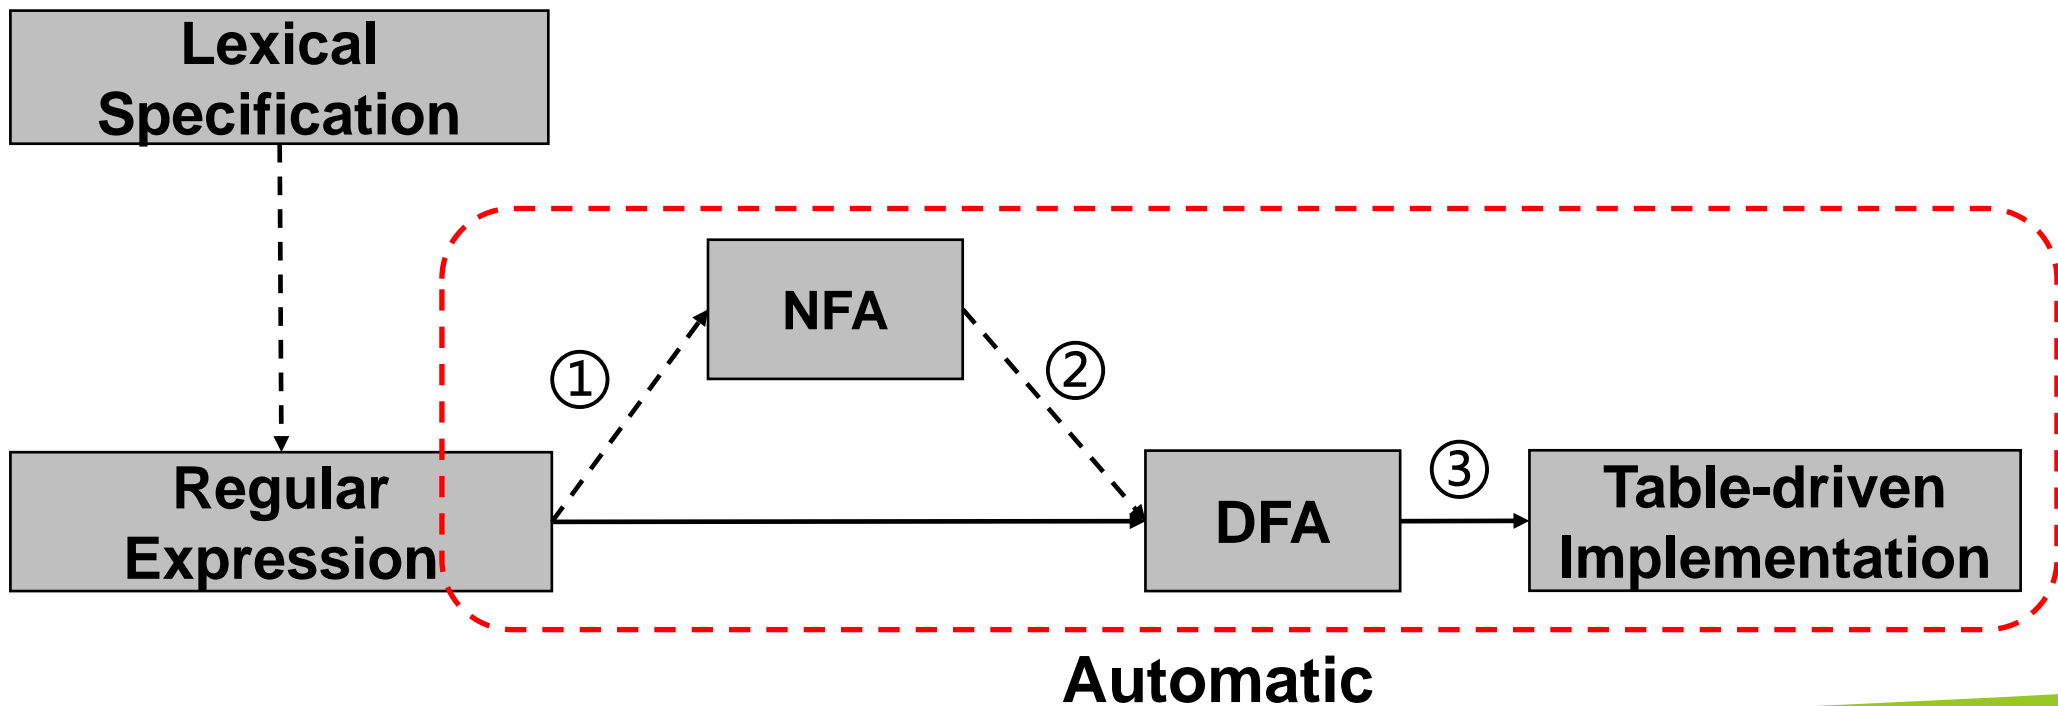 Lexical
Specification
NFA
①
②
Regular
Expression
DFA
③
Table-driven
Implementation
Automatic